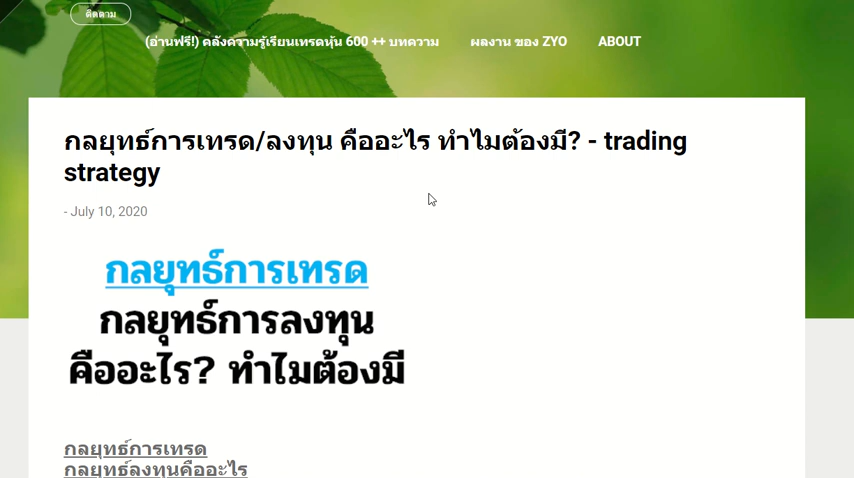 ติดตาม
(อ่านฟรี!) คลังความรู้เรียนเทรดหุ้น 600 ++ บทความ ผลงาน ของ ZYO ABOUT
กลยุทธ์การเทรด/ลงทุน คืออะไร ทำไมต้องมี? - trading
strategy
- July 10, 2020
กลยุทธ์การเทรด
กลยุทธ์การลงทุน
คืออะไร? ทำไมต้องมี
กลยุทธ์การเทรด
กลยุทธ์ลงทุนคืออะไร